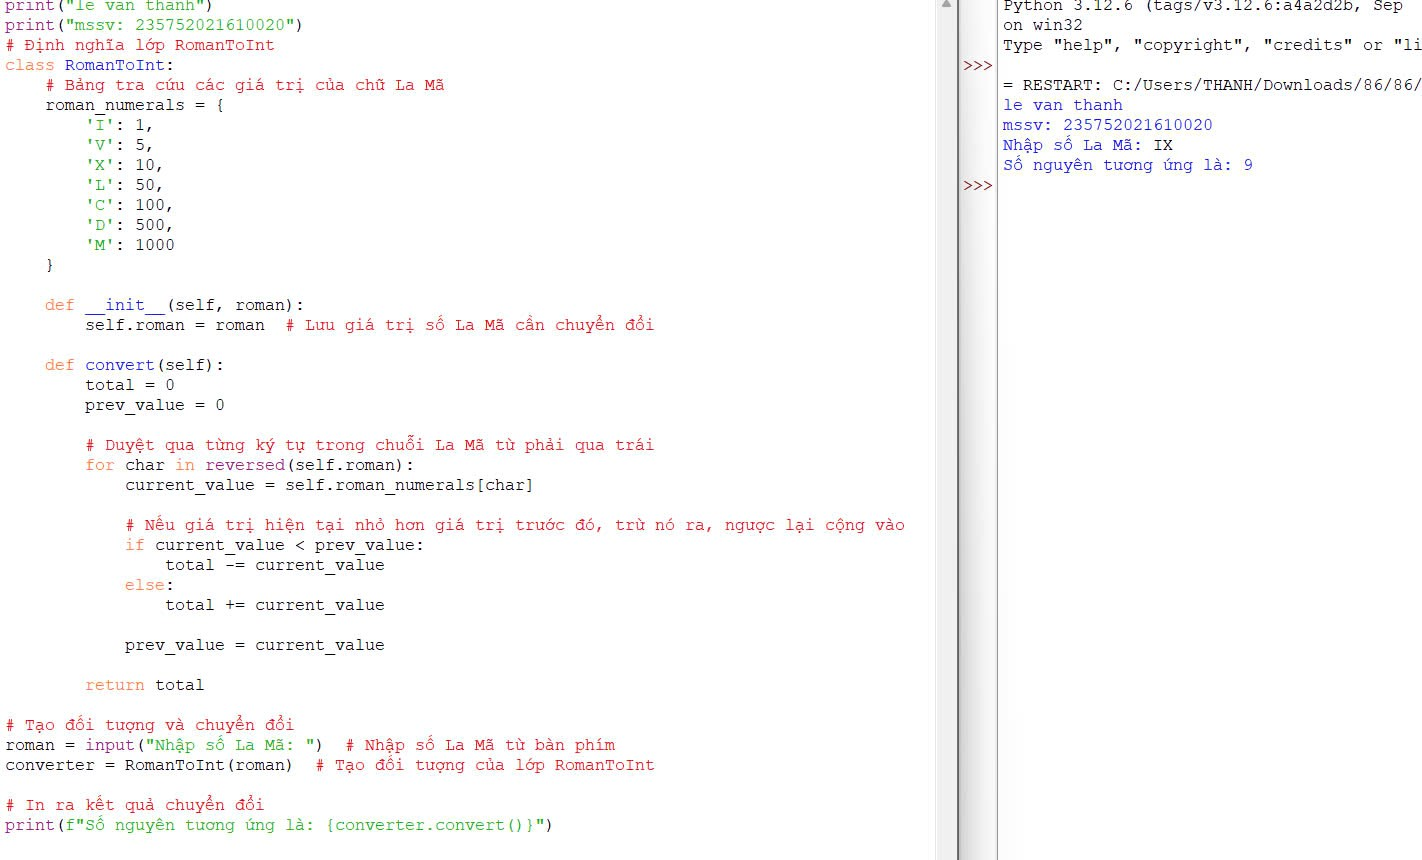 print("le van thanh")
print("mssv: 235752021610020")
# Định nghĩa lớp RomanToInt
class RomanToInt:
    # Bảng tra cứu các giá trị của chữ La Mã
    roman_numerals = {
        'I': 1,
        'V': 5,
        'X': 10,
        'L': 50,
        'C': 100,
        'D': 500,
        'M': 1000
    }
    def __init__(self, roman):
        self.roman = roman  # Lưu giá trị số La Mã cần chuyển đổi
    def convert(self):
        total = 0
        prev_value = 0
        # Duyệt qua từng ký tự trong chuỗi La Mã từ phải qua trái
        for char in reversed(self.roman):
            current_value = self.roman_numerals[char]
            # Nếu giá trị hiện tại nhỏ hơn giá trị trước đó, trừ nó ra, ngược lại cộng vào
            if current_value < prev_value:
                total -= current_value
            else:
                total += current_value
            prev_value = current_value
        return total
# Tạo đối tượng và chuyển đổi
roman = input("Nhập số La Mã: ")  # Nhập số La Mã từ bàn phím
converter = RomanToInt(roman)  # Tạo đối tượng của lớp RomanToInt
# In ra kết quả chuyển đổi
print(f"Số nguyên tương ứng là: {converter.convert()}")
Python 3.12.6 (tags/v3.12.6:a4a2d2b, Sep
on win32
Type "help", "copyright", "credits" or "li
>>>
= RESTART: C:/Users/THANH/Downloads/86/86/
le van thanh
mssv: 235752021610020
Nhập số La Mã: IX
Số nguyên tương ứng là: 9
>>>